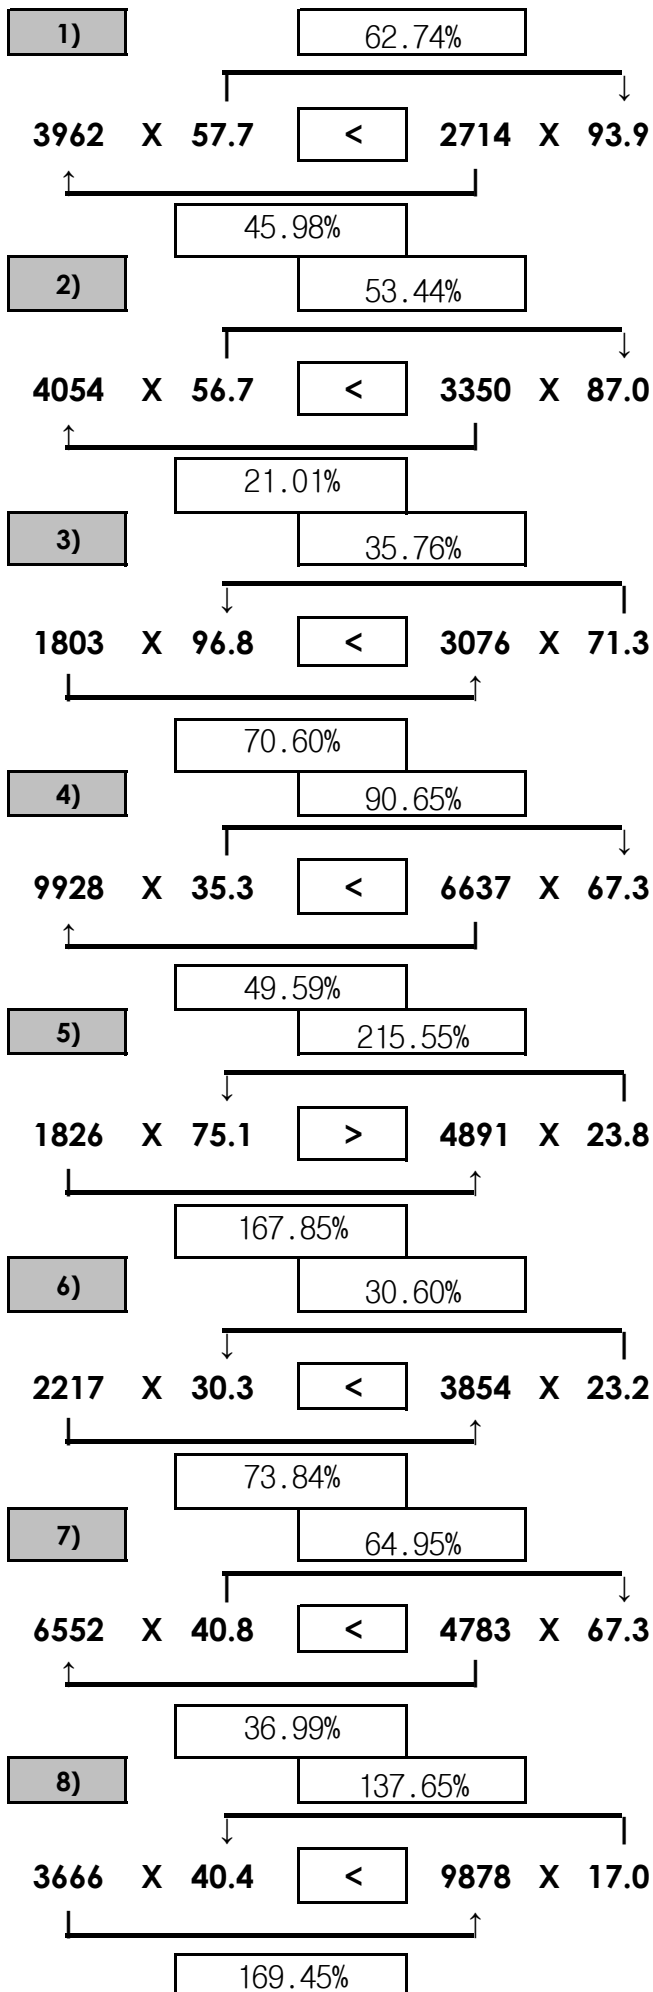 1) 62.74%
3962 X 57.7 < 2714 X 93.9
45.98%
2) 53.44%
4054 X 56.7 < 3350 X 87.0
21.01%
3) 35.76%
1803 X 96.8 < 3076 X 71.3
70.60%
4) 90.65%
9928 X 35.3 < 6637 X 67.3
49.59%
5) 215.55%
1826 X 75.1 > 4891 X 23.8
167.85%
6) 30.60%
2217 X 30.3 < 3854 X 23.2
73.84%
7) 64.95%
6552 X 40.8 < 4783 X 67.3
36.99%
8) 137.65%
3666 X 40.4 < 9878 X 17.0
169.45%